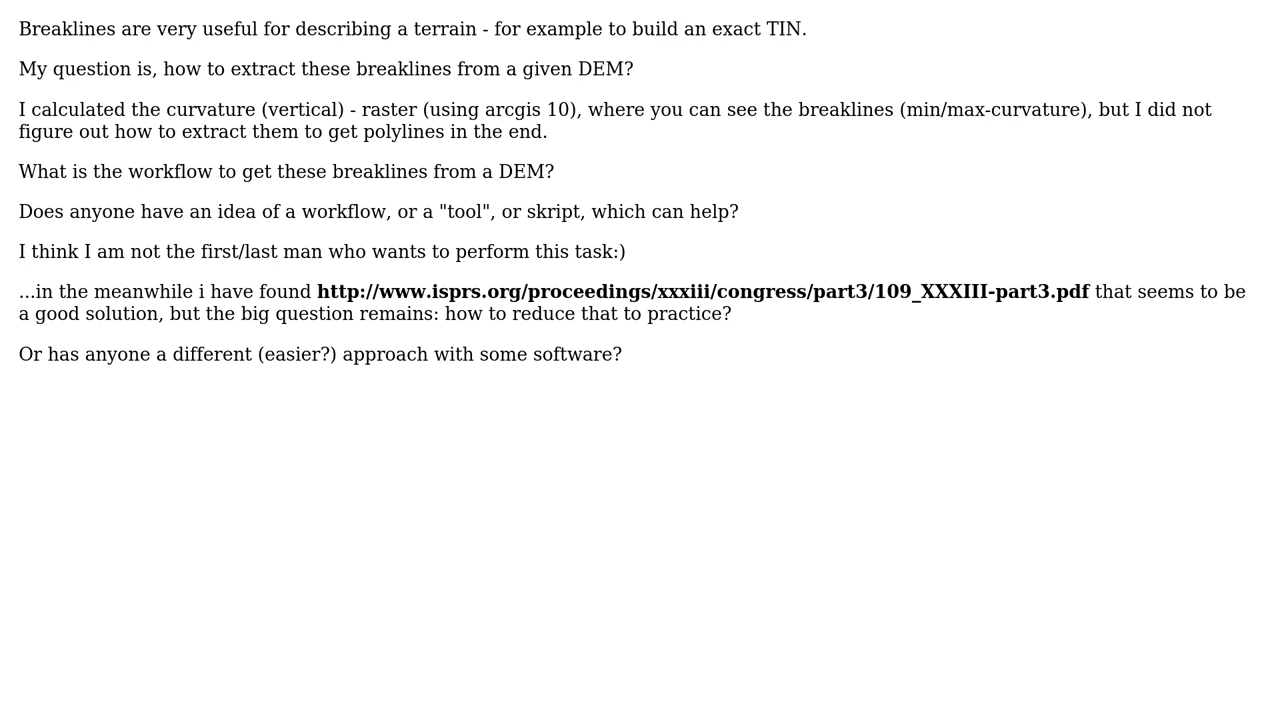 Breaklines are very useful for describing a terrain - for example to build an exact TIN.
My question is, how to extract these breaklines from a given DEM?
I calculated the curvature (vertical) - raster (using arcgis 10), where you can see the breaklines (min/max-curvature), but I did not
figure out how to extract them to get polylines in the end.
What is the workflow to get these breaklines from a DEM?
Does anyone have an idea of a workflow, or a "tool", or skript, which can help?
I think I am not the first/last man who wants to perform this task:)
...in the meanwhile i have found http://www.isprs.org/proceedings/xxxiii/congress/part3/109_XXXIII-part3.pdf that seems to be
a good solution, but the big question remains: how to reduce that to practice?
Or has anyone a different (easier?) approach with some software?